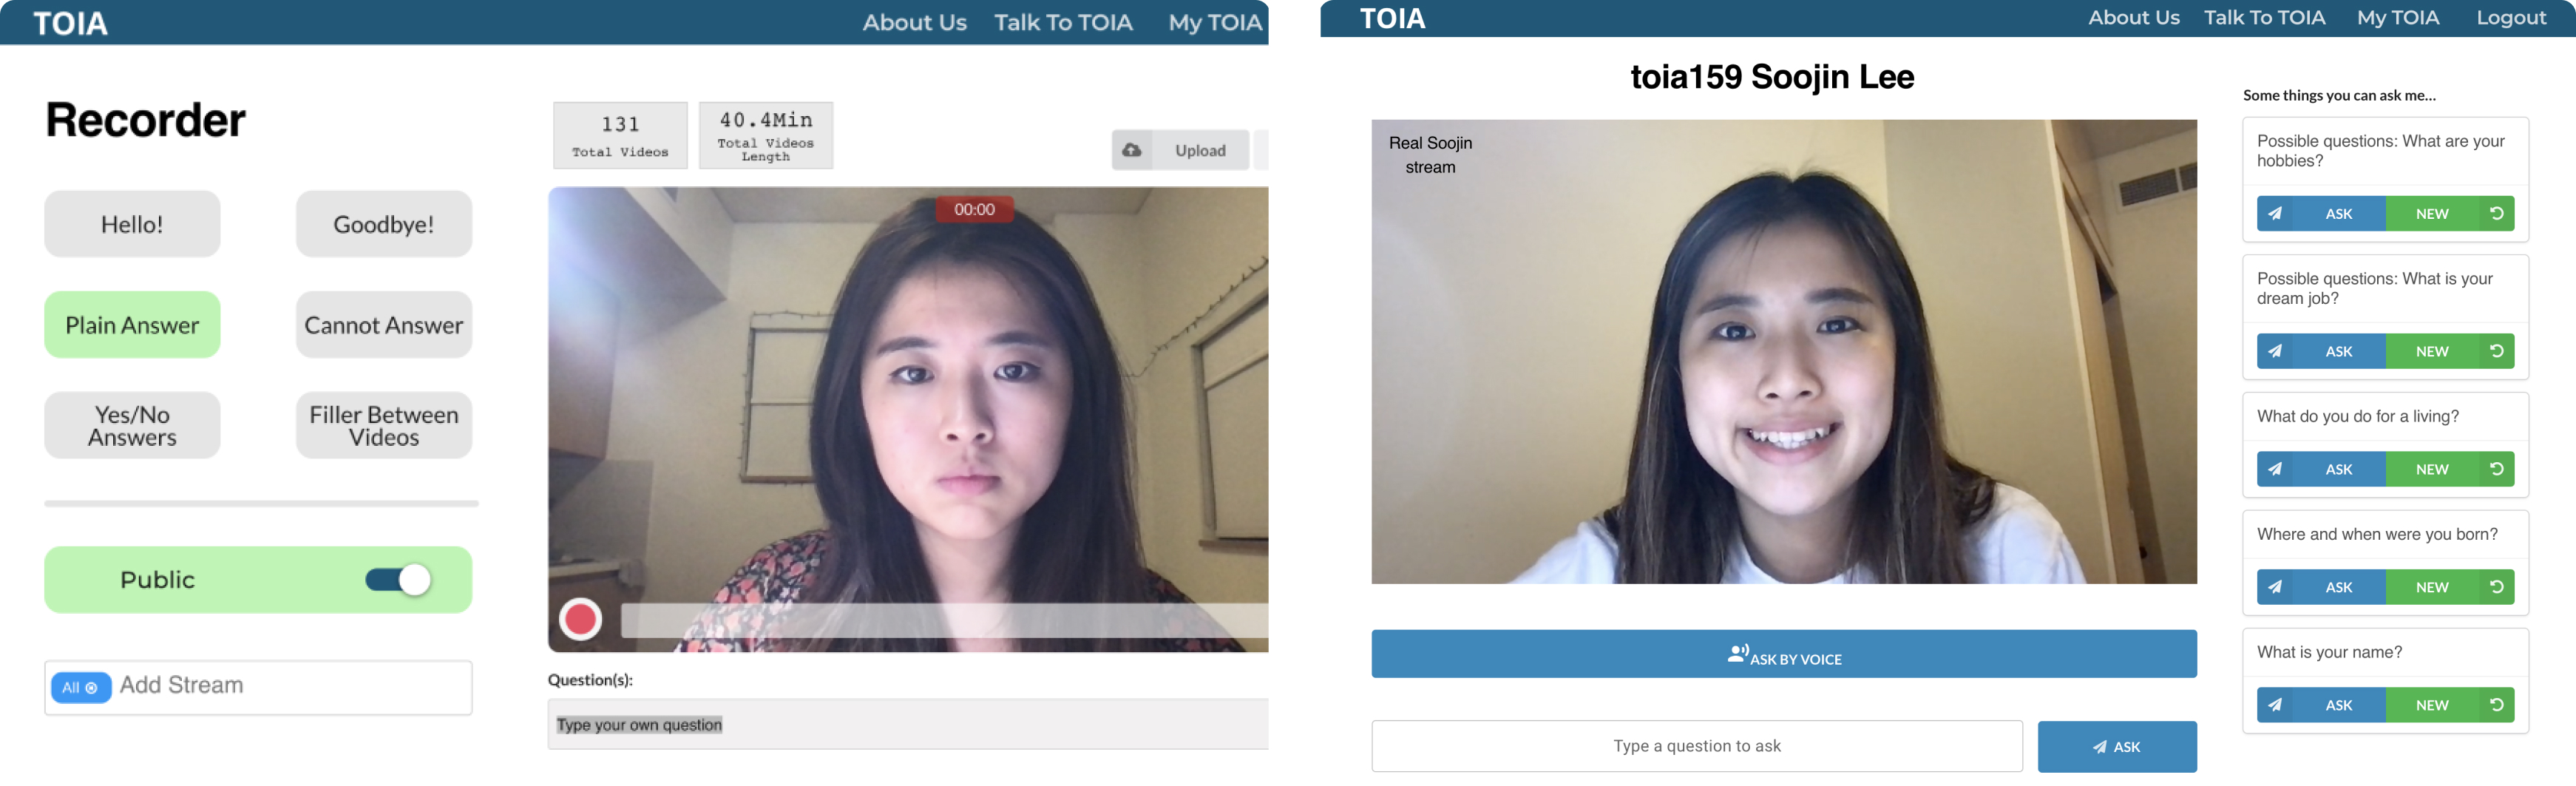 TOIA
About Us
Talk To TOIA
My TOIA
Recorder
131
Total Videos
40.4Min
Total Videos
Length
Upload
Hello!
Goodbye!
Plain Answer
Cannot Answer
Yes/No
Answers
Filler Between
Videos
Public
All
Add Stream
00:00
Question(s):
Type your own question
TOIA
About Us
Talk To TOIA
My TOIA
Logout
toia159 Soojin Lee
Real Soojin
stream
ASK BY VOICE
Type a question to ask
ASK
Some things you can ask me...
Possible questions: What are your
hobbies?
ASK
NEW
Possible questions: What is your
dream job?
ASK
NEW
What do you do for a living?
ASK
NEW
Where and when were you born?
ASK
NEW
What is your name?
ASK
NEW